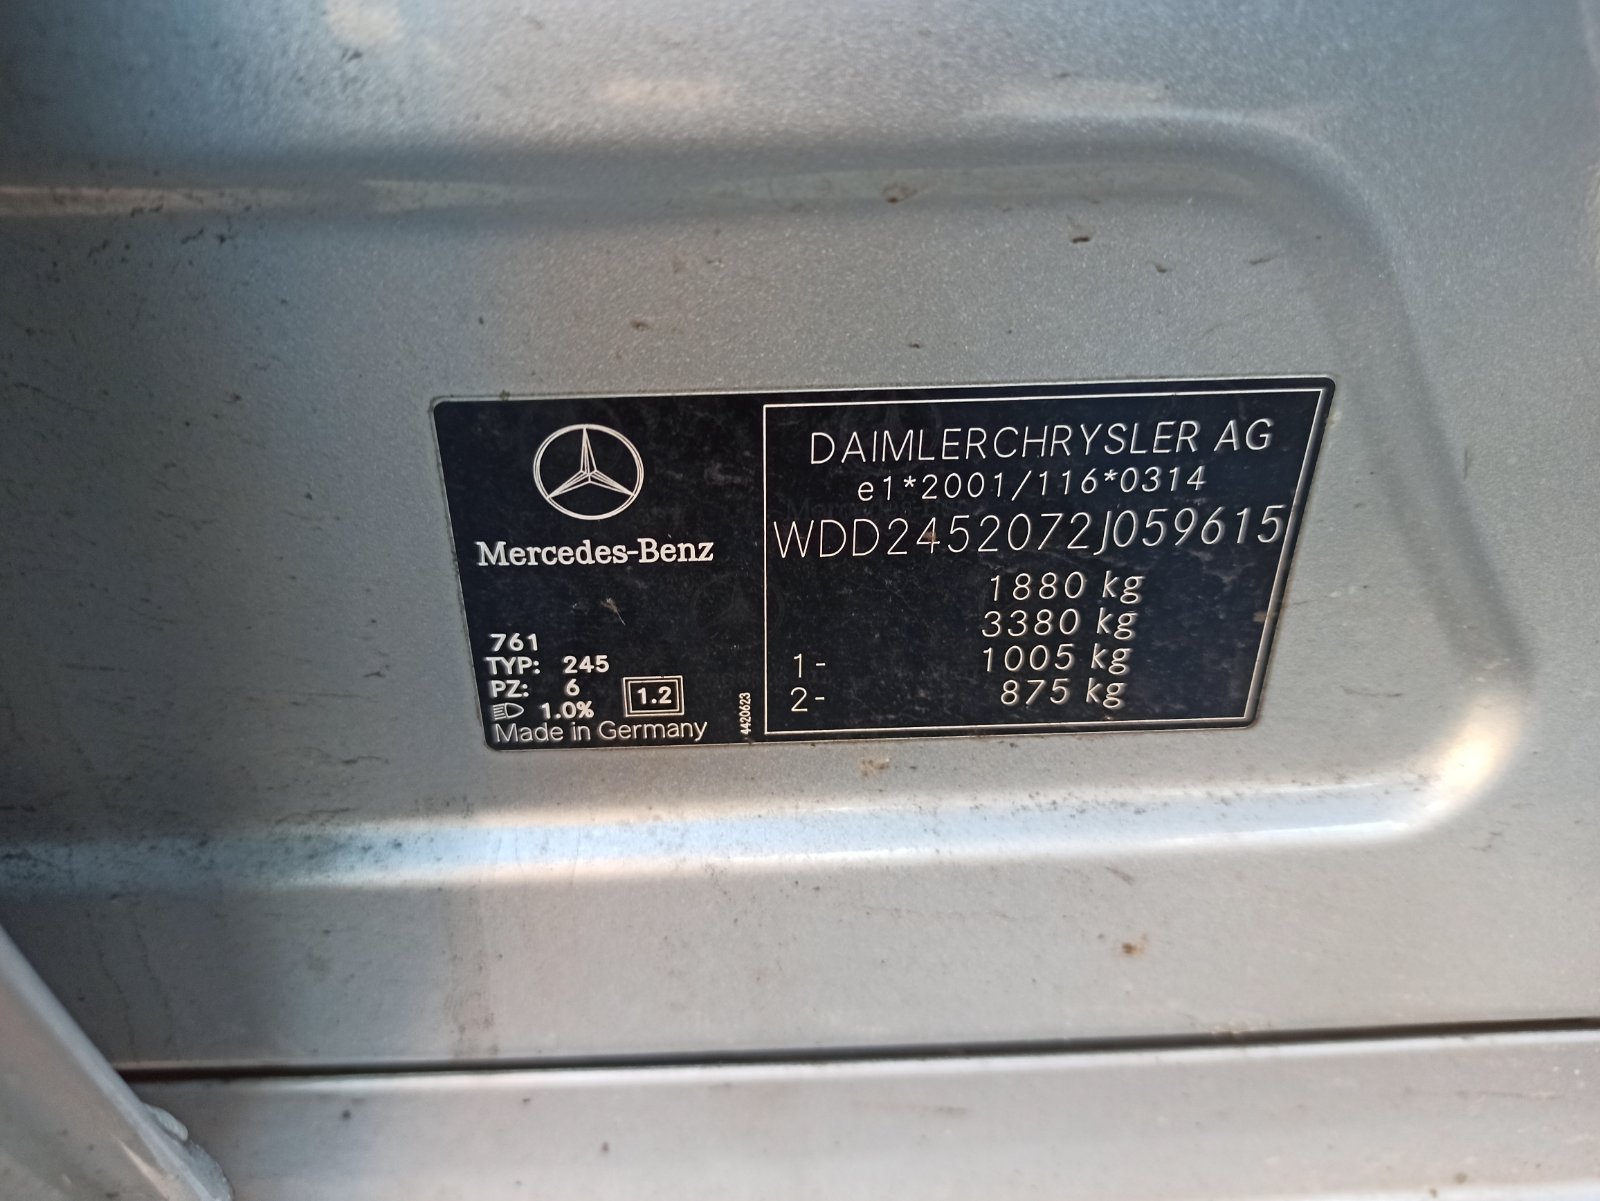 Mercedes-Benz
761
TYP: 245
PZ: 6
1.0%
1.2
Made in Germany
4420623
DAIMLERCHRYSLER AG
e1*2001/116*0314
WDD2452072J059615
1880 kg
3380 kg
1- 1005 kg
2- 875 kg